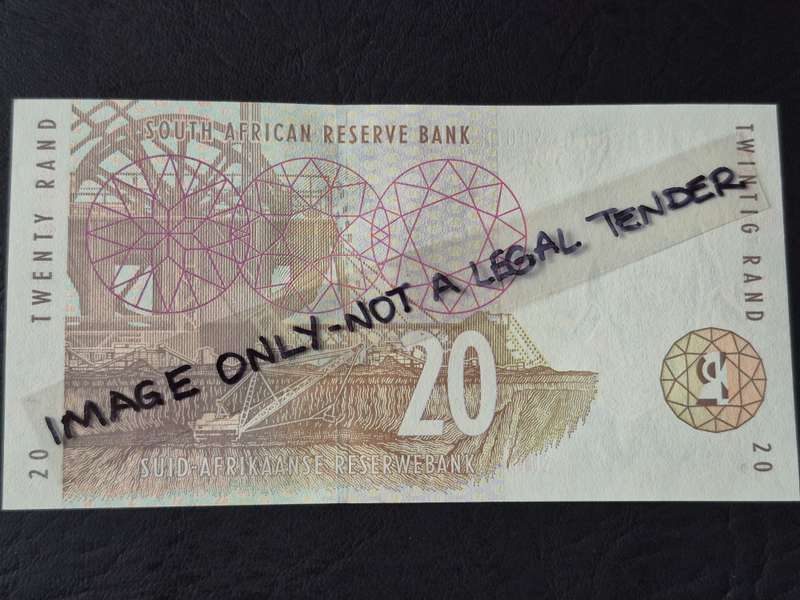 SOUTH AFRICAN RESERVE BANK
TWENTY RAND
20
IMAGE ONLY-NOT A LEGAL TENDER.
20
SUID-AFRIKAANSE RESERWEBANK
TWINTIG RAND
20